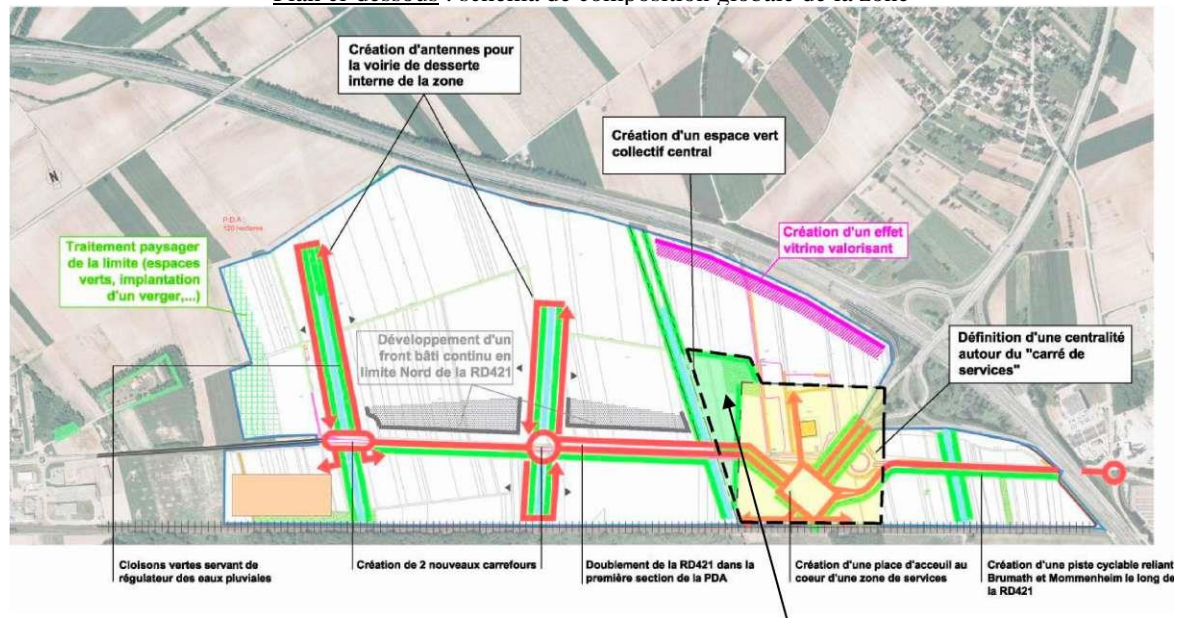 Plan ci-dessous : schéma de composition globale de la zone
Création d'antennes pour
la voirie de desserte
interne de la zone
Création d'un espace vert
collectif central
N
P.D.A :
120 hectares
Traitement paysager
de la limite (espaces
verts, implantation
d'un verger,...)
Création d'un effet
vitrine valorisant
Développement d'un
front bâti continu en
limite Nord de la RD421
Définition d'une centralité
autour du "carré de
services"
Cloisons vertes servant de
régulateur des eaux pluviales
Création de 2 nouveaux carrefours
Doublement de la RD421 dans la
première section de la PDA
Création d'une place d'acceuil au
coeur d'une zone de services
Création d'une piste cyclable reliant
Brumath et Mommenheim le long de
la RD421